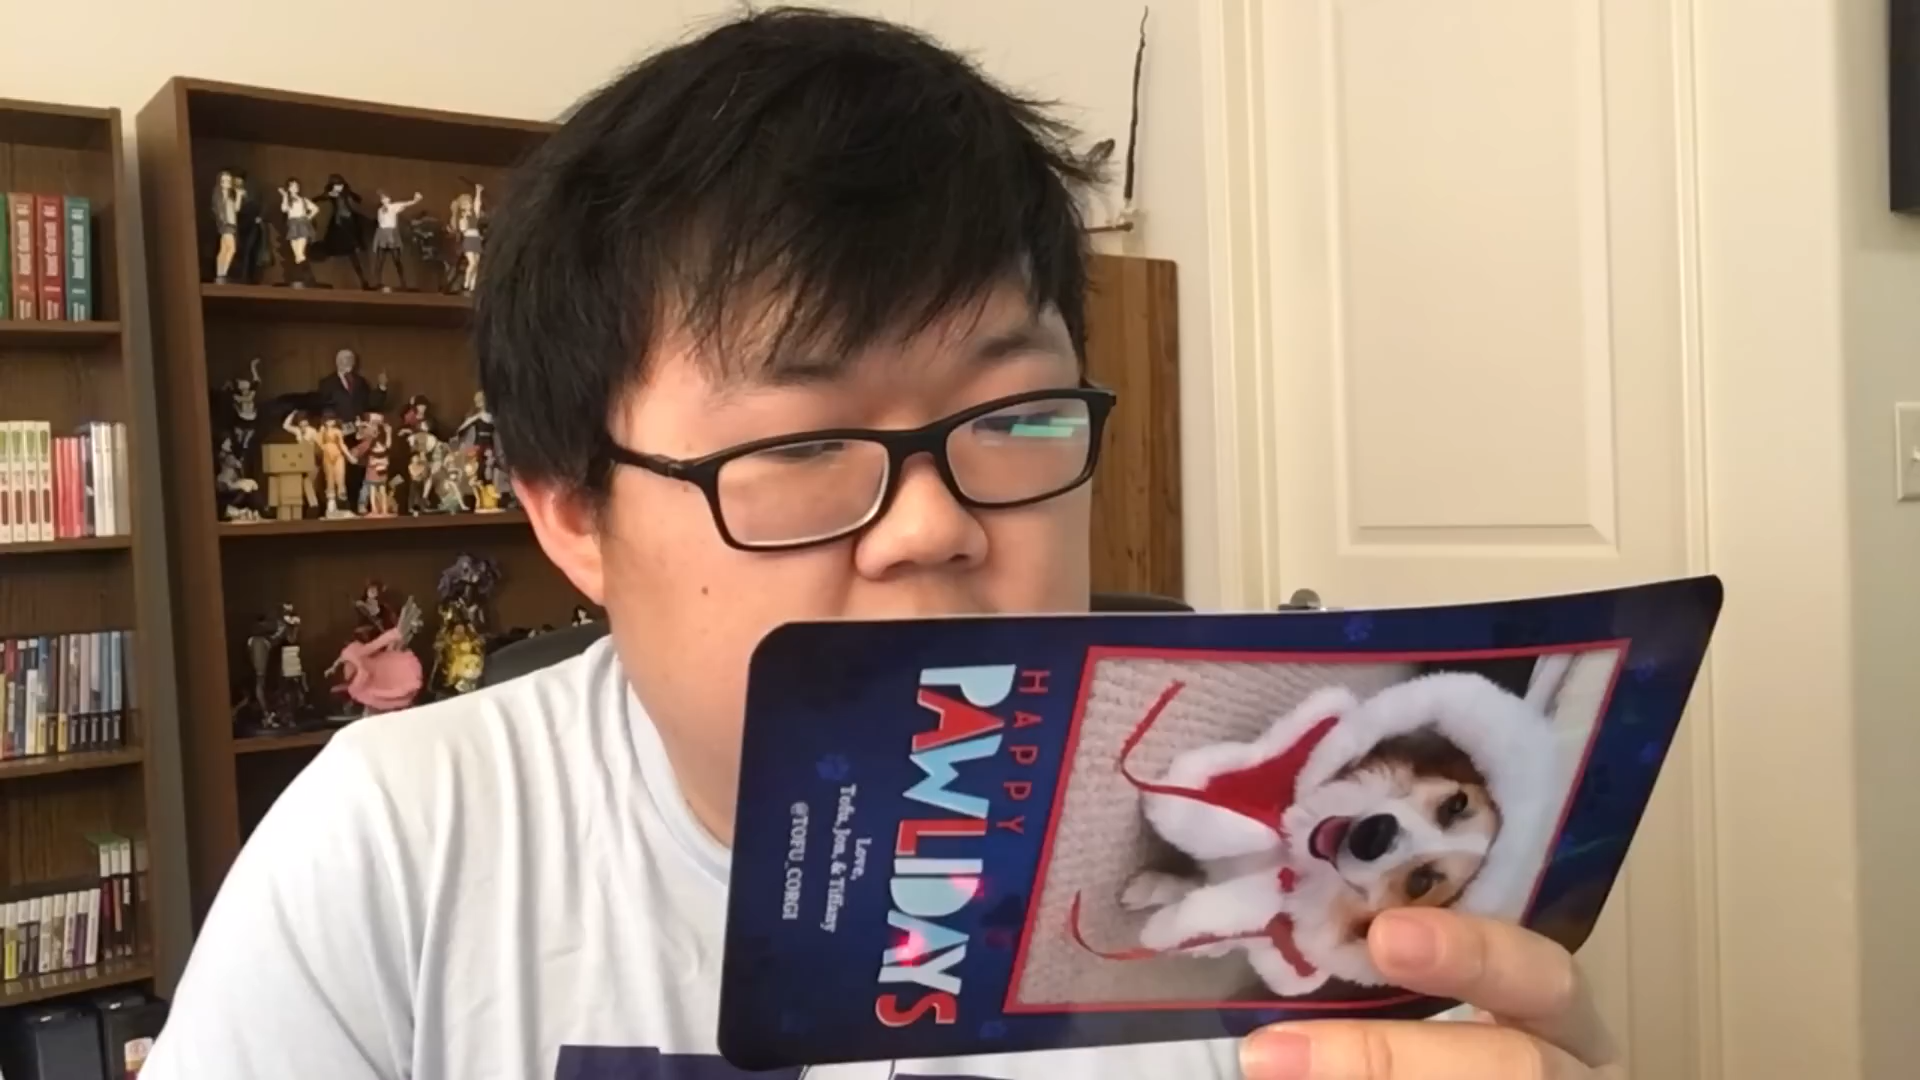 HAPPY
PAWLIDAYS
Love,
Tofu, Jon, & Tiffany
@TOFU_CORGI